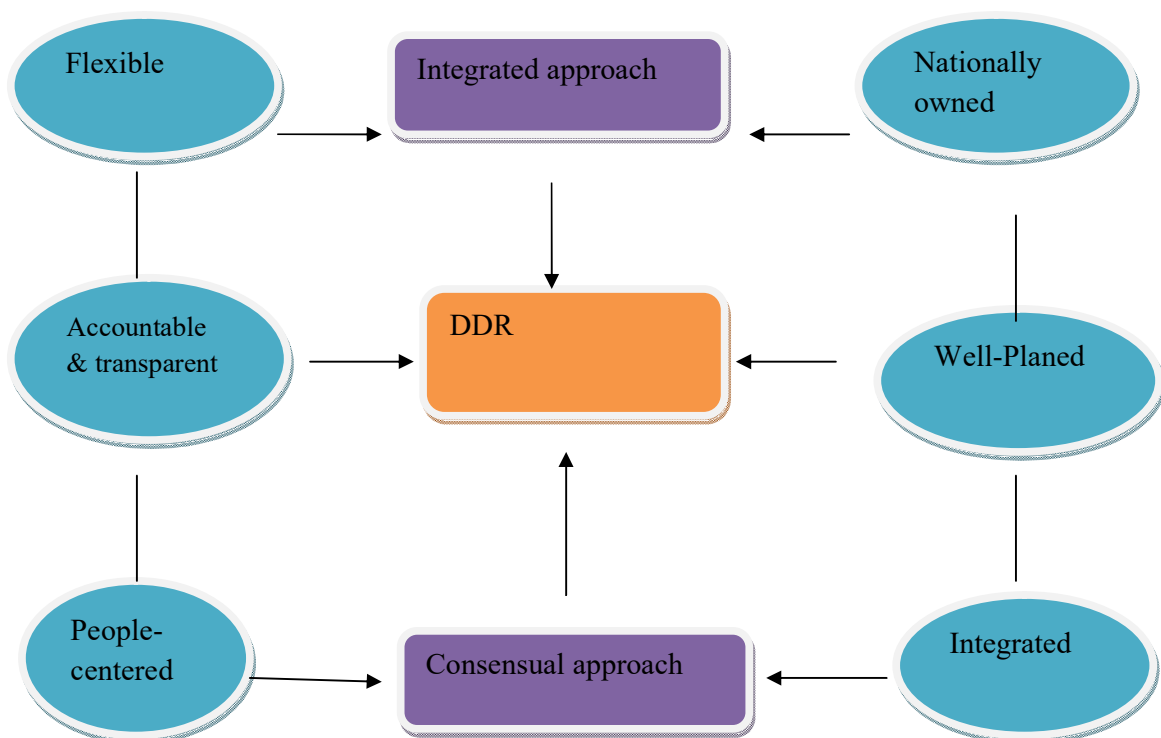 Flexible
Integrated approach
Nationally
owned
Accountable
& transparent
DDR
Well-Planed
People-
centered
Consensual approach
Integrated